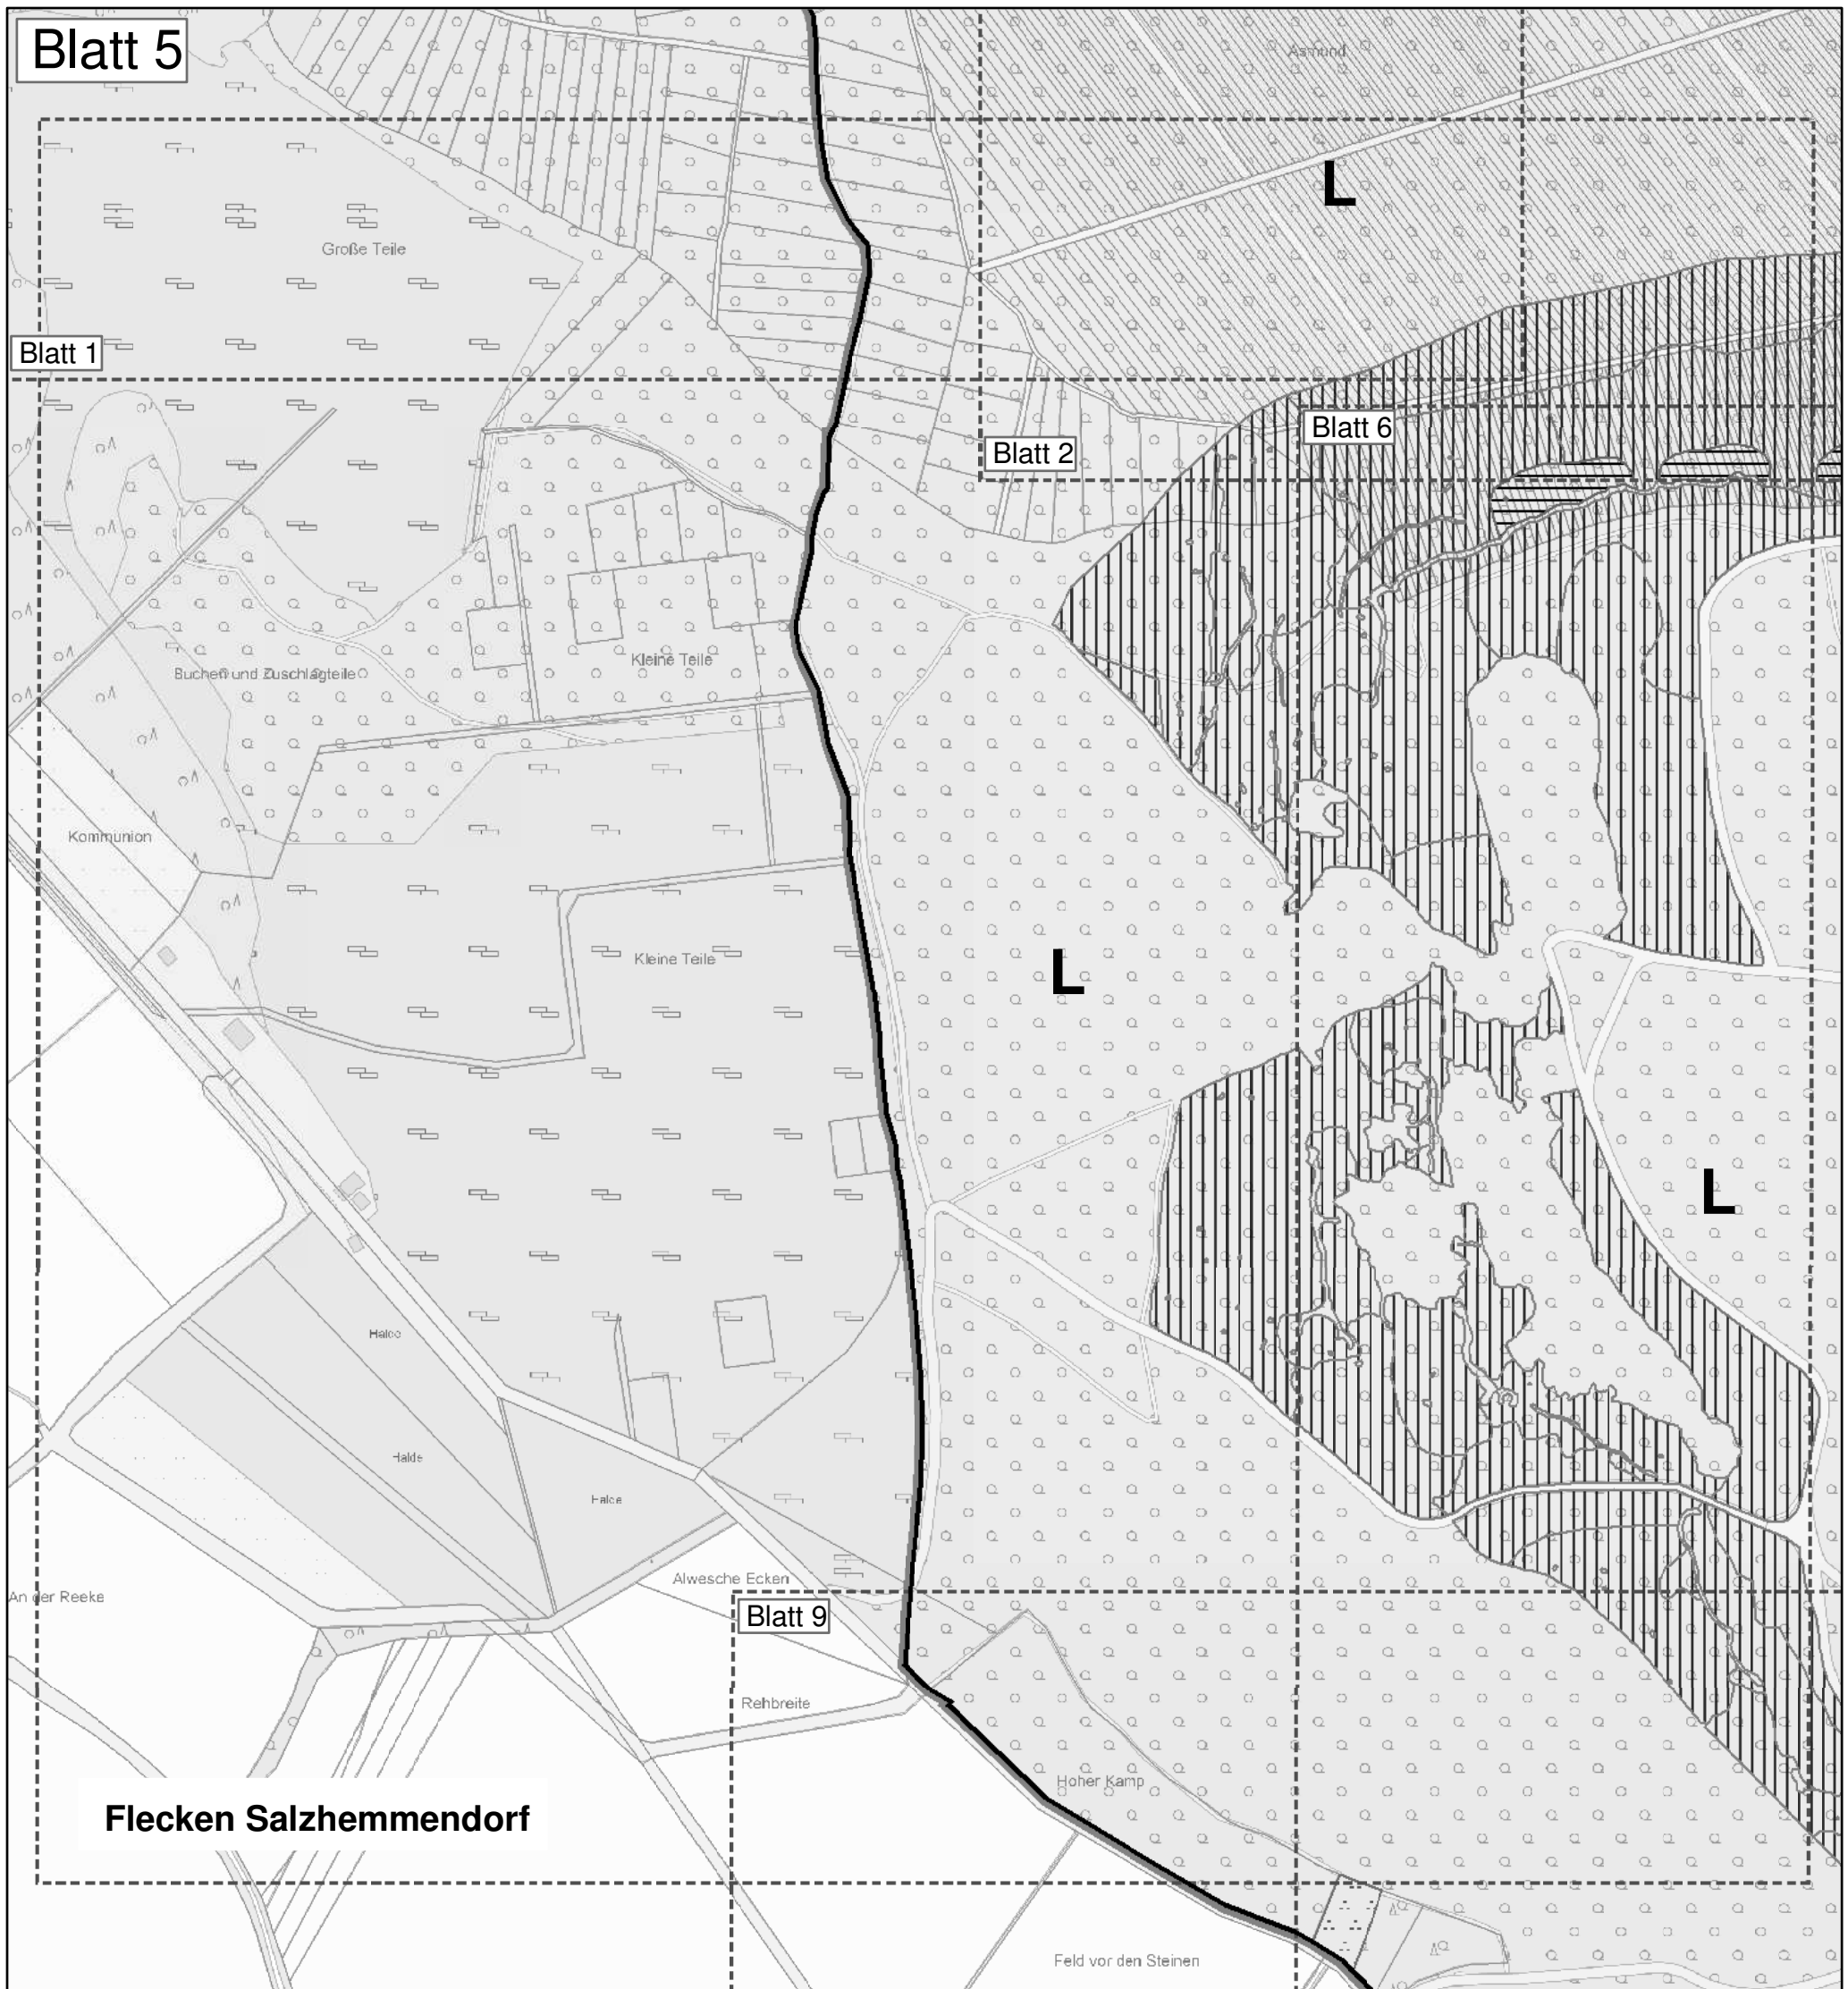 Blatt 5
Asmund
L
Große Teile
Blatt 1
Blatt 6
Blatt 2
Kleine Teile
Buchen und Zuschlagteile
Kommunion
Kleine Teile
L
L
Halde
Halde
Halde
Alwesche Ecken
An der Reeke
Blatt 9
Rehbreite
Hoher Kamp
Flecken Salzhemmendorf
Feld vor den Steinen